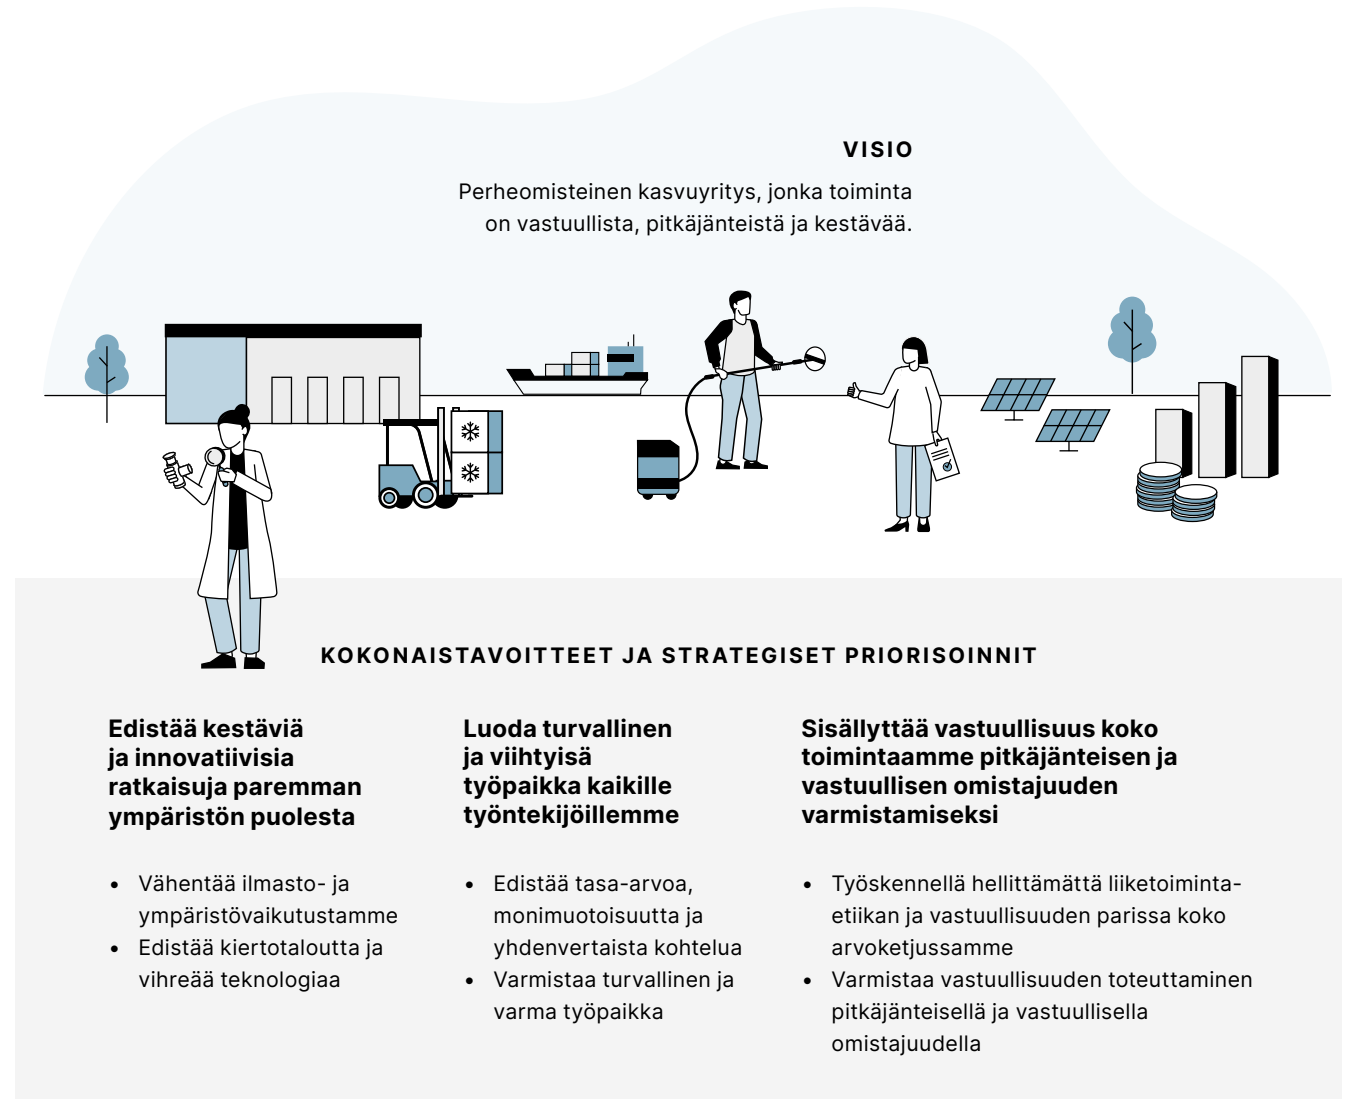 VISIO
Perheomisteinen kasvuyritys, jonka toiminta
on vastuullista, pitkäjänteistä ja kestävää.
KOKONAISTAVOITTEET JA STRATEGISET PRIORISOINNIT
Edistää kestäviä
ja innovatiivisia
ratkaisuja paremman
ympäristön puolesta
• Vähentää ilmasto- ja
ympäristövaikutustamme
• Edistää kiertotaloutta ja
vihreää teknologiaa
Luoda turvallinen
ja viihtyisä
työpaikka kaikille
työntekijöillemme
• Edistää tasa-arvoa,
monimuotoisuutta ja
yhdenvertaista kohtelua
• Varmistaa turvallinen ja
varma työpaikka
Sisällyttää vastuullisuus koko
toimintaamme pitkäjänteisen ja
vastuullisen omistajuuden
varmistamiseksi
• Työskennellä hellittämättä liiketoiminta-
etiikan ja vastuullisuuden parissa koko
arvoketjussamme
• Varmistaa vastuullisuuden toteuttaminen
pitkäjänteisellä ja vastuullisella
omistajuudella